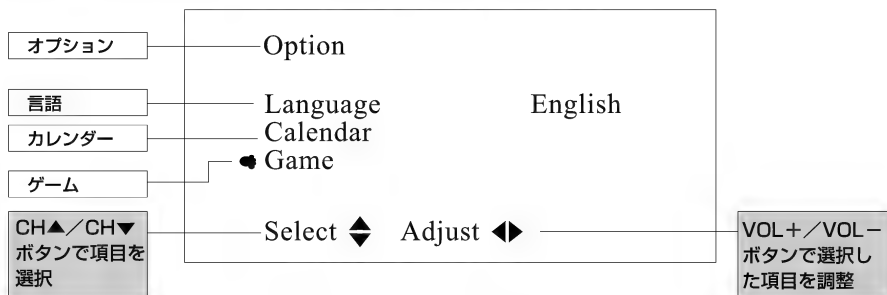 オプション
Option
言語
Language English
カレンダー
Calendar
Game
ゲーム
CH▲／CH▼
ボタンで項目を
選択
Select ▲▼ Adjust ◀▶
VOL＋／VOL－
ボタンで選択し
た項目を調整